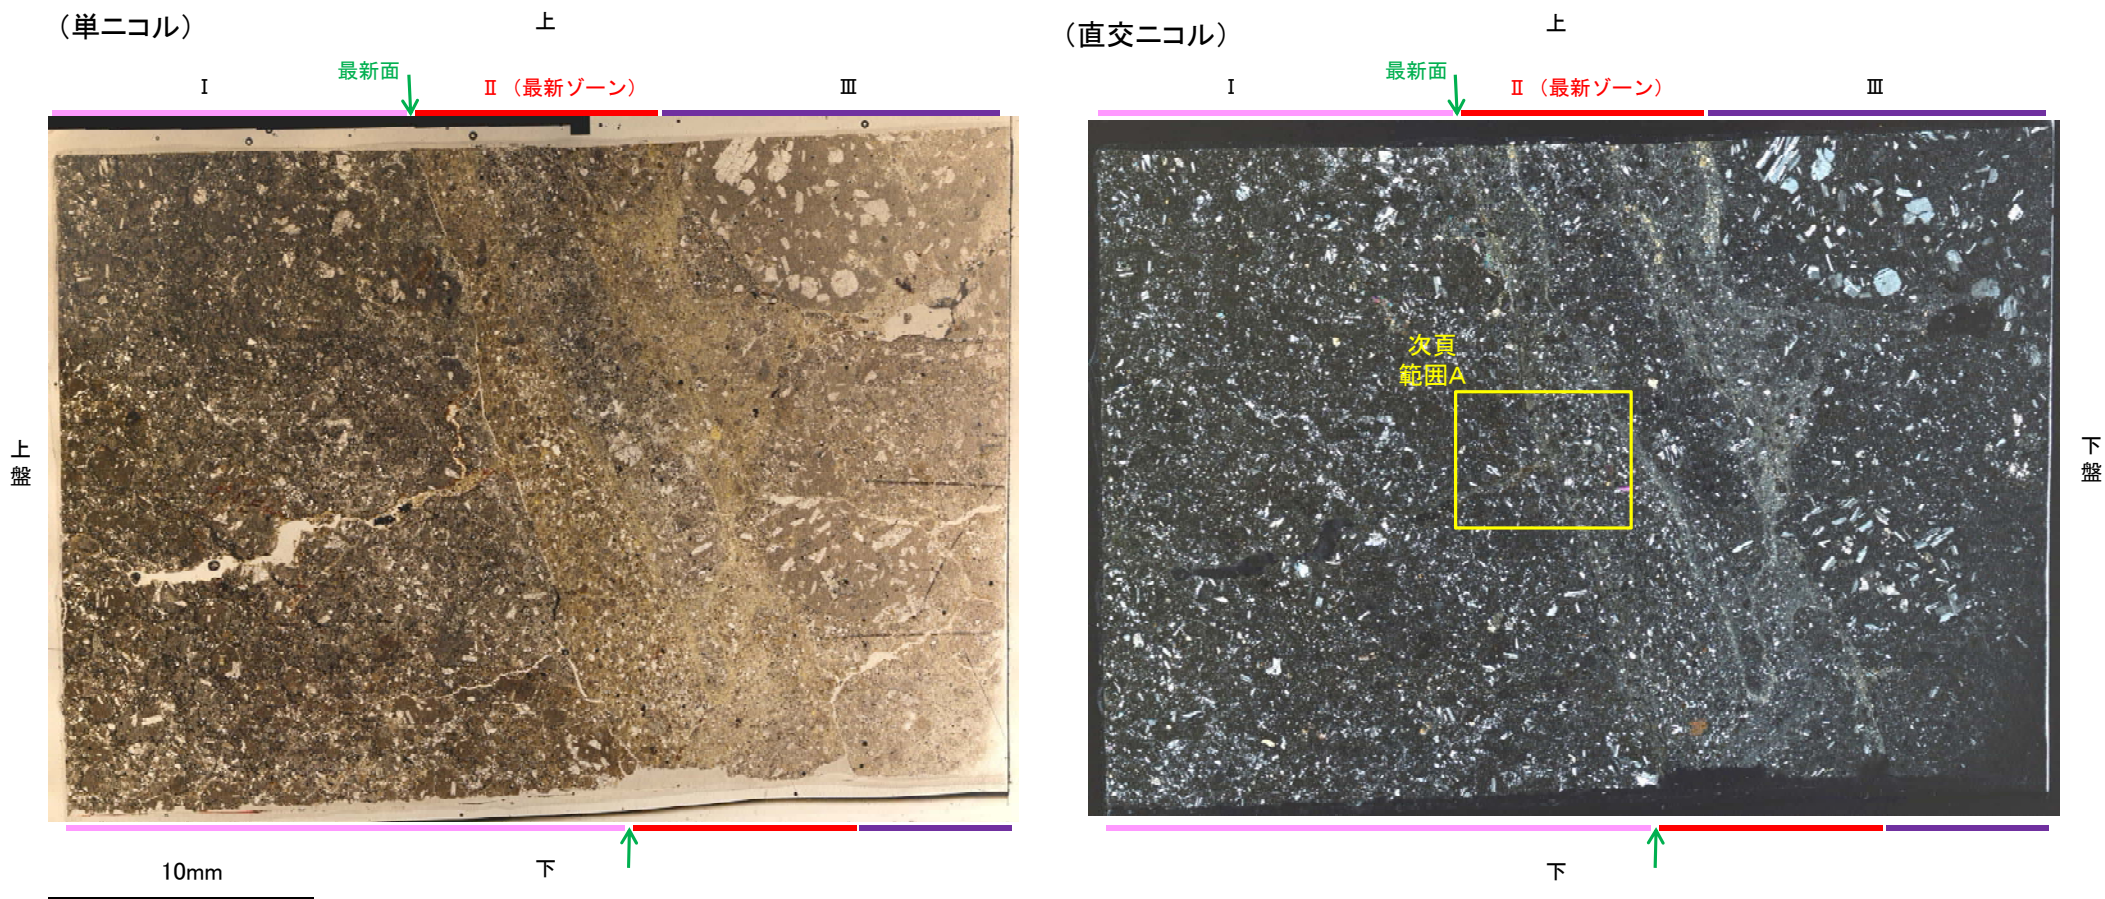 （単ニコル）
上
最新面
Ⅰ
Ⅱ（最新ゾーン）
Ⅲ
上盤
下
10mm
（直交ニコル）
上
最新面
Ⅰ
Ⅱ（最新ゾーン）
Ⅲ
次頁
範囲A
下盤
下